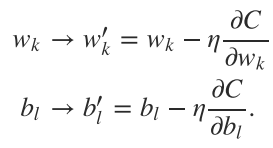 w_k → w′_k = w_k − η ∂C/∂w_k
b_l → b′_l = b_l − η ∂C/∂b_l.